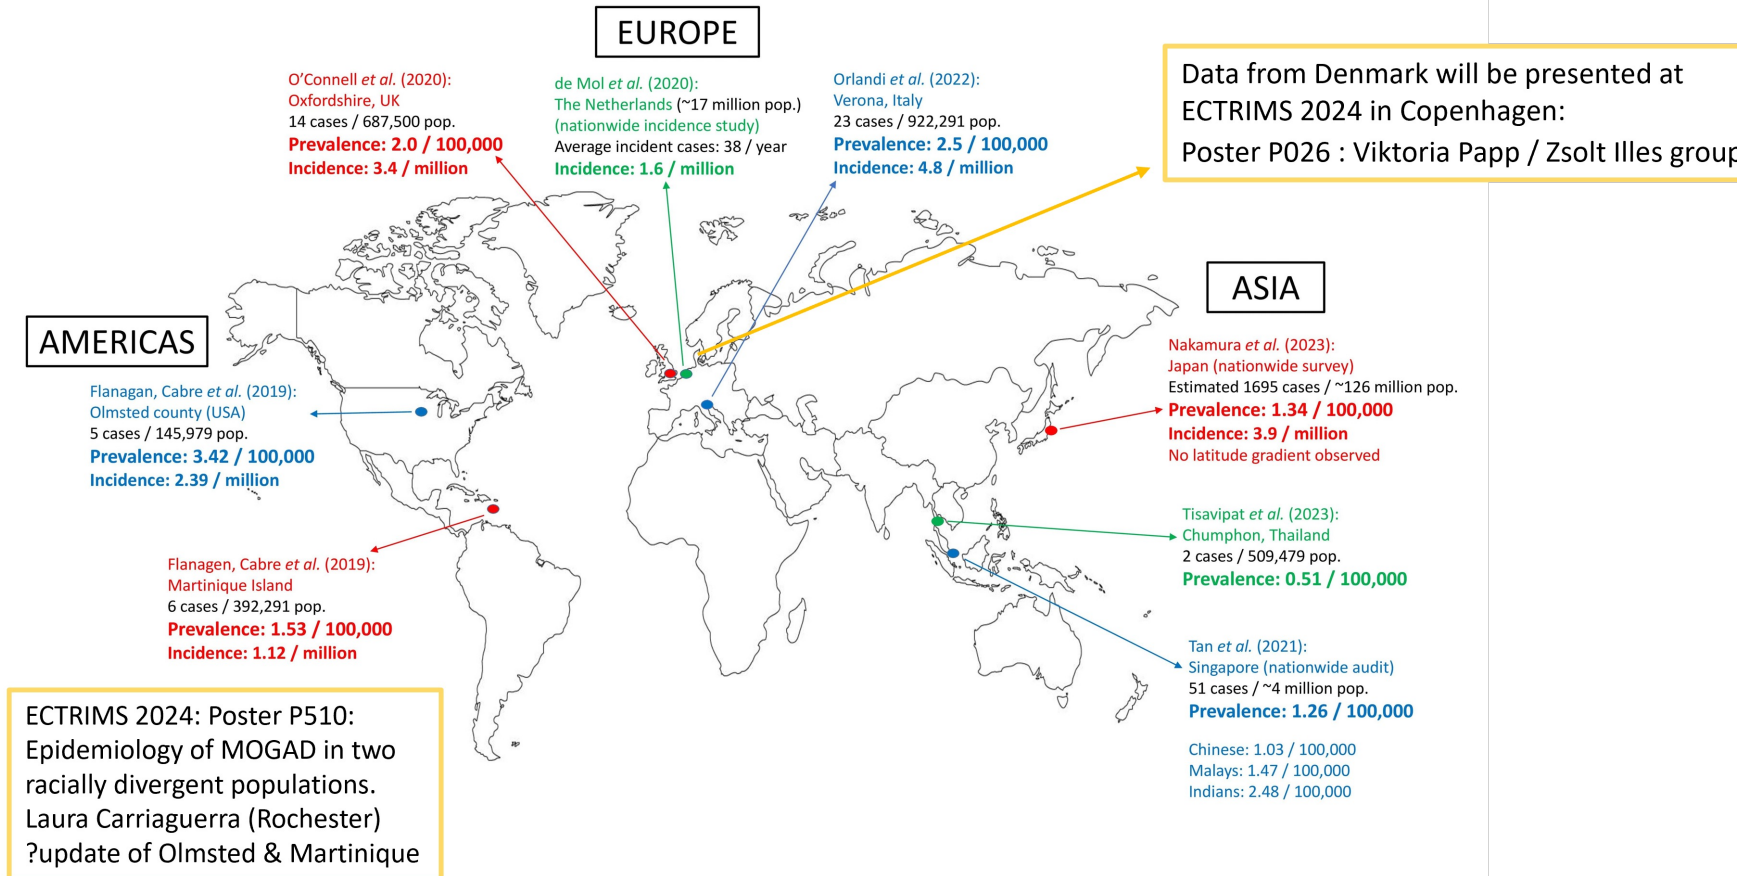 EUROPE
O'Connell et al. (2020):
Oxfordshire, UK
14 cases / 687,500 pop.
Prevalence: 2.0 / 100,000
Incidence: 3.4 / million
de Mol et al. (2020):
The Netherlands (~17 million pop.)
(nationwide incidence study)
Average incident cases: 38 / year
Incidence: 1.6 / million
Orlandi et al. (2022):
Verona, Italy
23 cases / 922,291 pop.
Prevalence: 2.5 / 100,000
Incidence: 4.8 / million
Data from Denmark will be presented at
ECTRIMS 2024 in Copenhagen:
Poster P026 : Viktoria Papp / Zsolt Illes group
AMERICAS
Flanagan, Cabre et al. (2019):
Olmsted county (USA)
5 cases / 145,979 pop.
Prevalence: 3.42 / 100,000
Incidence: 2.39 / million
Flanagen, Cabre et al. (2019):
Martinique Island
6 cases / 392,291 pop.
Prevalence: 1.53 / 100,000
Incidence: 1.12 / million
ECTRIMS 2024: Poster P510:
Epidemiology of MOGAD in two
racially divergent populations.
Laura Carriaguerra (Rochester)
?update of Olmsted & Martinique
ASIA
Nakamura et al. (2023):
Japan (nationwide survey)
Estimated 1695 cases / ~126 million pop.
Prevalence: 1.34 / 100,000
Incidence: 3.9 / million
No latitude gradient observed
Tisavipat et al. (2023):
Chumphon, Thailand
2 cases / 509,479 pop.
Prevalence: 0.51 / 100,000
Tan et al. (2021):
Singapore (nationwide audit)
51 cases / ~4 million pop.
Prevalence: 1.26 / 100,000
Chinese: 1.03 / 100,000
Malays: 1.47 / 100,000
Indians: 2.48 / 100,000